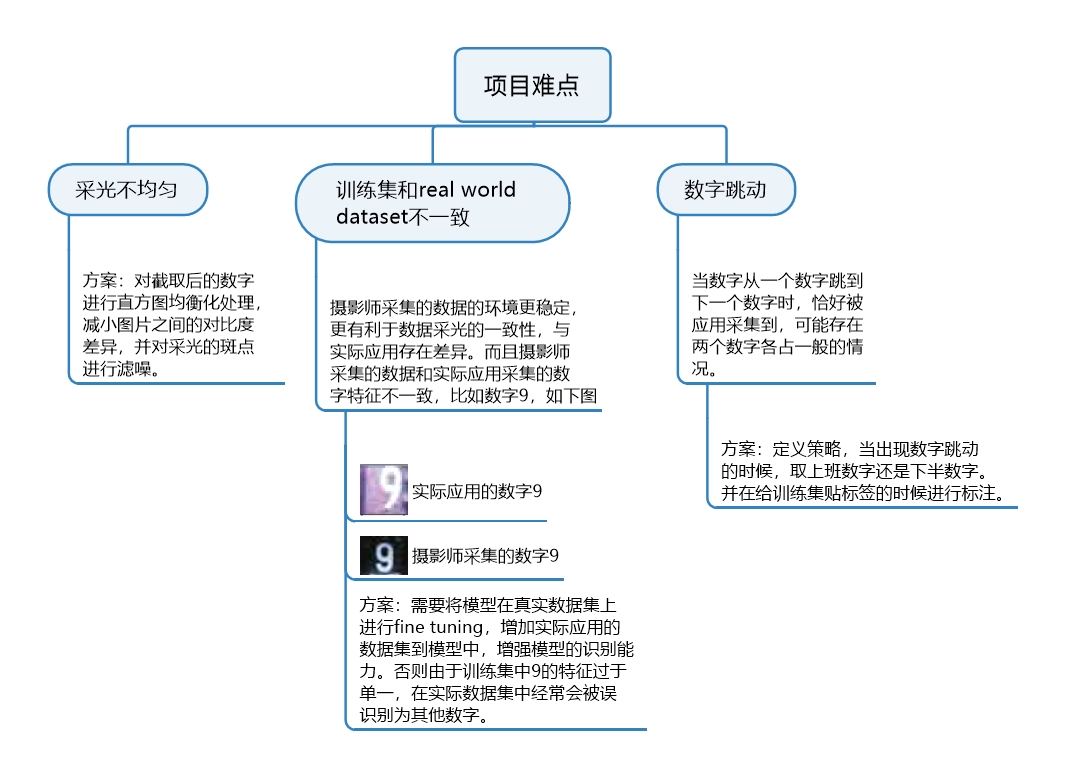 项目难点
采光不均匀
方案：对截取后的数字
进行直方图均衡化处理，
减小图片之间的对比度
差异，并对采光的斑点
进行滤噪。
训练集和real world
dataset不一致
摄影师采集的数据的环境更稳定，
更有利于数据采光的一致性，与
实际应用存在差异。而且摄影师
采集的数据和实际应用采集的数
字特征不一致，比如数字9，如下图
9
实际应用的数字9
9
摄影师采集的数字9
方案：需要将模型在真实数据集上
进行fine tuning，增加实际应用的
数据集到模型中，增强模型的识别能
力。否则由于训练集中9的特征过于
单一，在实际数据集中经常会被误
识别为其他数字。
数字跳动
当数字从一个数字跳到
下一个数字时，恰好被
应用采集到，可能存在
两个数字各占一般的情
况。
方案：定义策略，当出现数字跳动
的时候，取上班数字还是下半数字。
并在给训练集贴标签的时候进行标注。